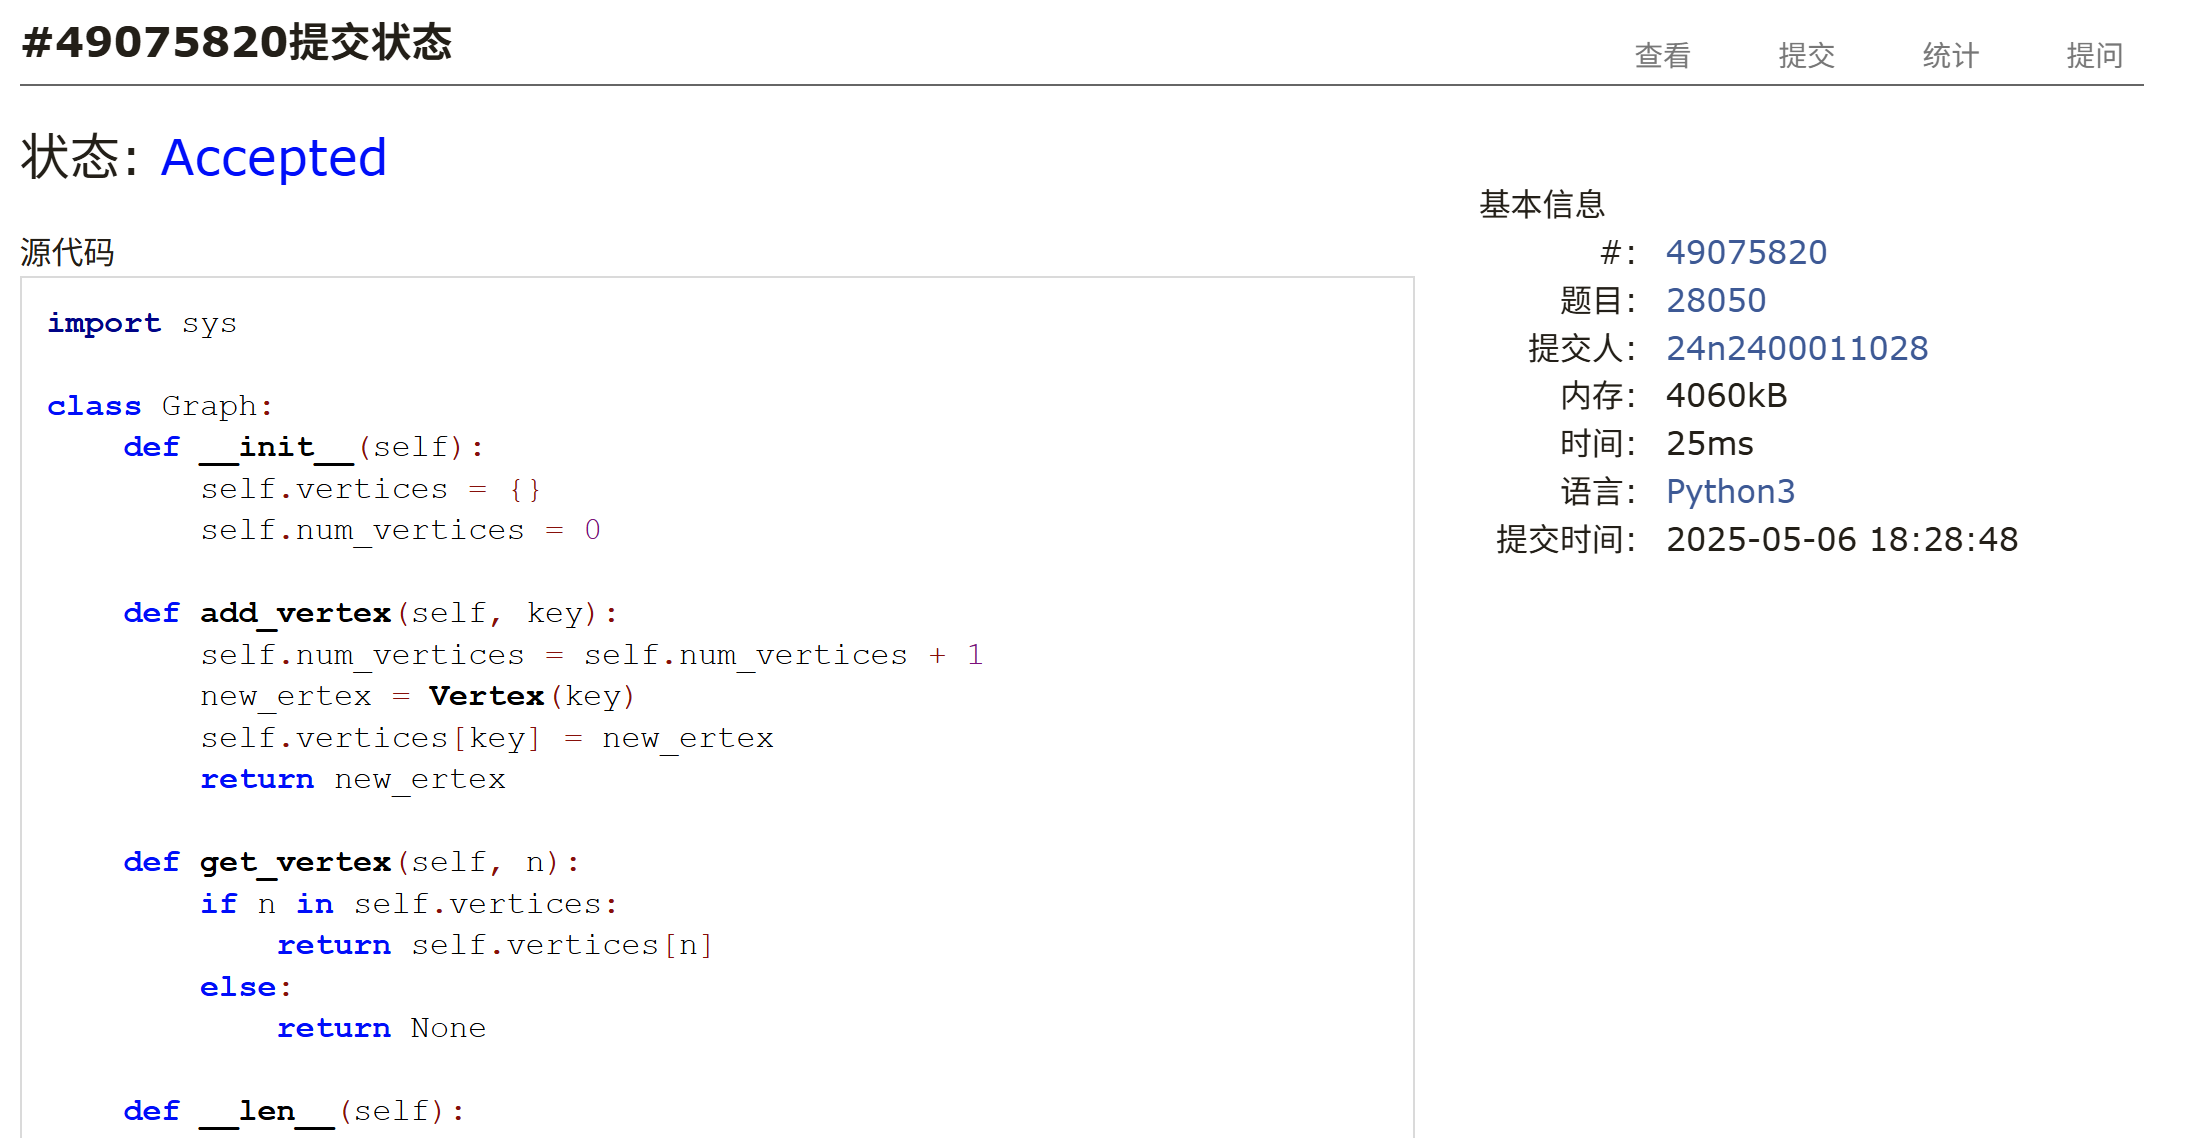 #49075820提交状态
查看 提交 统计 提问
状态: Accepted
源代码
import sys
class Graph:
    def __init__(self):
        self.vertices = {}
        self.num_vertices = 0
    def add_vertex(self, key):
        self.num_vertices = self.num_vertices + 1
        new_ertex = Vertex(key)
        self.vertices[key] = new_ertex
        return new_ertex
    def get_vertex(self, n):
        if n in self.vertices:
            return self.vertices[n]
        else:
            return None
    def __len__(self):
基本信息
#: 49075820
题目: 28050
提交人: 24n2400011028
内存: 4060kB
时间: 25ms
语言: Python3
提交时间: 2025-05-06 18:28:48